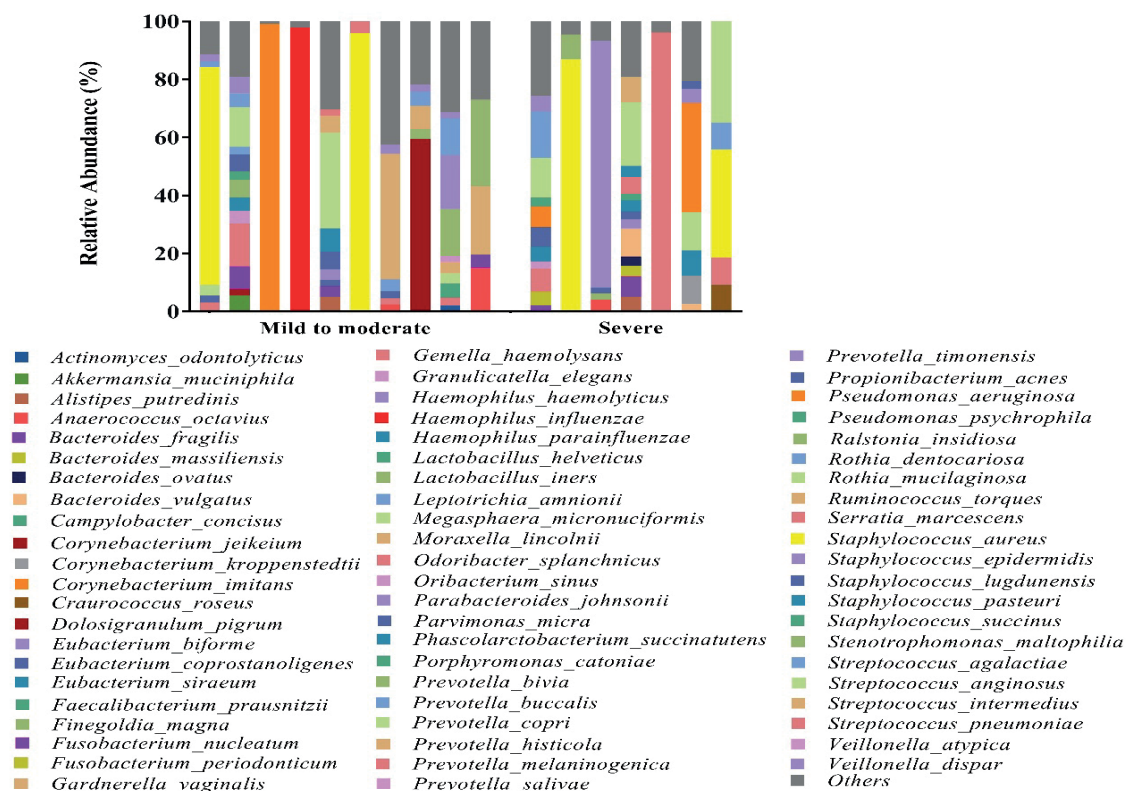 100
80
60
40
20
0
Relative Abundance (%)
Mild to moderate
Severe
Actinomyces_odontolyticus
Akkermansia_muciniphila
Alistipes_putredinis
Anaerococcus_octavius
Bacteroides_fragilis
Bacteroides_massiliensis
Bacteroides_ovatus
Bacteroides_vulgatus
Campylobacter_concisus
Corynebacterium_jeikeium
Corynebacterium_kroppenstedtii
Corynebacterium_imitans
Craurococcus_roseus
Dolosigranulum_pigrum
Eubacterium_biforme
Eubacterium_coprostanoligenes
Eubacterium_siraeum
Faecalibacterium_prausnitzii
Finegoldia_magna
Fusobacterium_nucleatum
Fusobacterium_periodonticum
Gardnerella_vaginalis
Gemella_haemolysans
Granulicatella_elegans
Haemophilus_haemolyticus
Haemophilus_influenzae
Haemophilus_parainfluenzae
Lactobacillus_helveticus
Lactobacillus_iners
Leptotrichia_amnionii
Megasphaera_micronuciformis
Moraxella_lincolnii
Odoribacter_splanchnicus
Oribacterium_sinus
Parabacteroides_johnsonii
Parvimonas_micra
Phascolarctobacterium_succinatutens
Porphyromonas_catoniae
Prevotella_bivia
Prevotella_buccalis
Prevotella_copri
Prevotella_histicola
Prevotella_melaninogenica
Prevotella_salivae
Prevotella_timonensis
Propionibacterium_acnes
Pseudomonas_aeruginosa
Pseudomonas_psychrophila
Ralstonia_insidiosa
Rothia_dentocariosa
Rothia_mucilaginosa
Ruminococcus_torques
Serratia_marcescens
Staphylococcus_aureus
Staphylococcus_epidermidis
Staphylococcus_lugdunensis
Staphylococcus_pasteuri
Staphylococcus_succinus
Stenotrophomonas_maltophilia
Streptococcus_agalactiae
Streptococcus_anginosus
Streptococcus_intermedius
Streptococcus_pneumoniae
Veillonella_atypica
Veillonella_dispar
Others